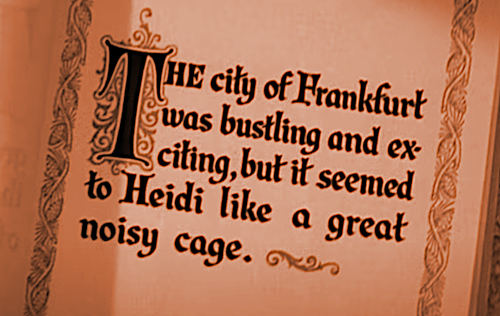 THE city of Frankfurt
was bustling and ex-
citing, but it seemed
to Heidi like a great
noisy cage.